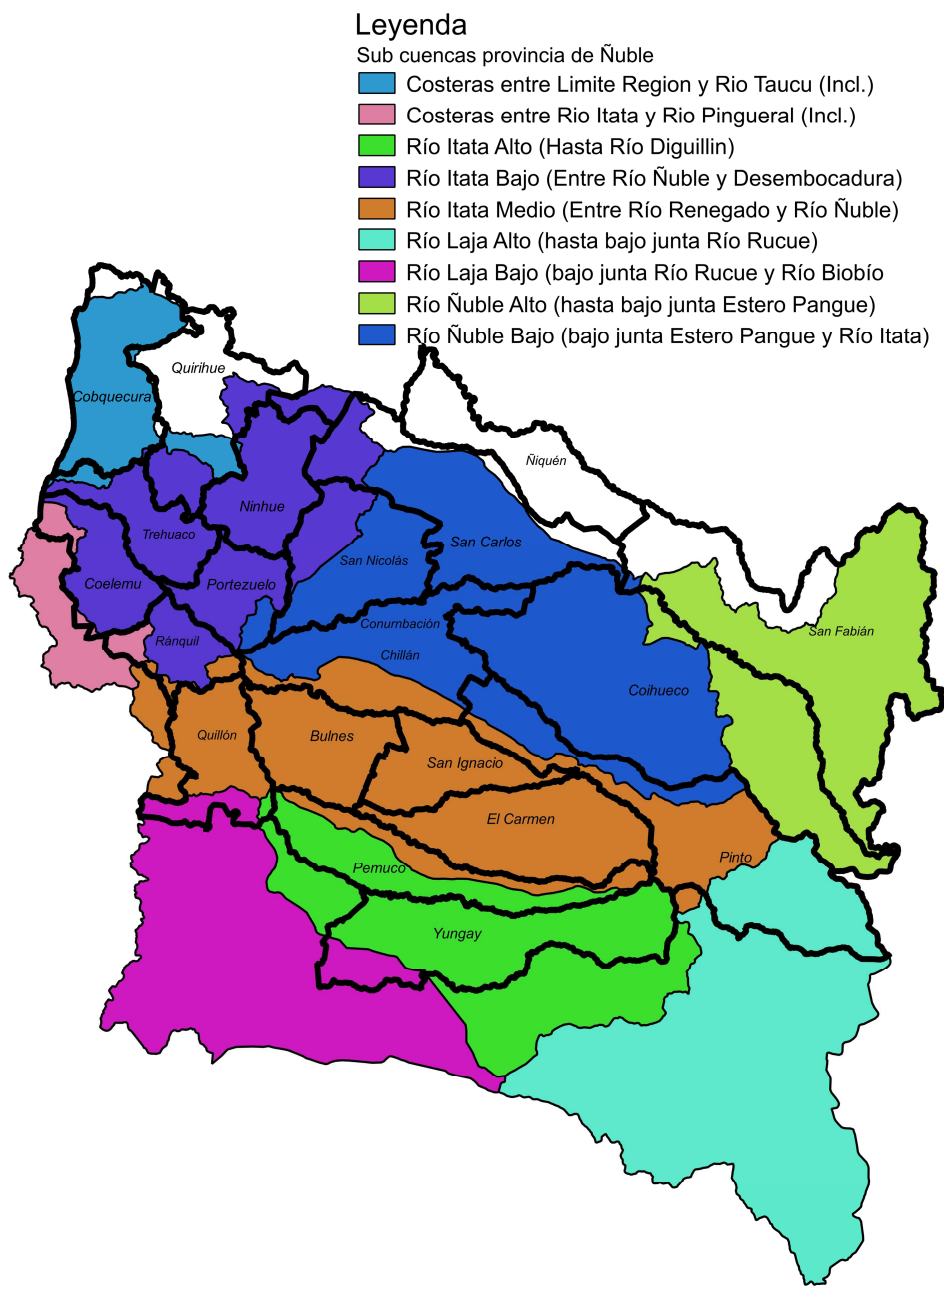 Leyenda
Sub cuencas provincia de Ñuble
Costeras entre Limite Region y Rio Taucu (Incl.)
Costeras entre Rio Itata y Rio Pingueral (Incl.)
Río Itata Alto (Hasta Río Diguillin)
Río Itata Bajo (Entre Río Ñuble y Desembocadura)
Río Itata Medio (Entre Río Renegado y Río Ñuble)
Río Laja Alto (hasta bajo junta Río Rucue)
Río Laja Bajo (bajo junta Río Rucue y Río Biobío
Río Ñuble Alto (hasta bajo junta Estero Pangue)
Río Ñuble Bajo (bajo junta Estero Pangue y Río Itata)
Quirihue
Cobquecura
Ñiquén
Ninhue
Trehuaco
San Carlos
San Nicolás
Coelemu
Portezuelo
Conumbación
San Fabián
Ránquil
Chillán
Coihueco
Quillón
Bulnes
San Ignacio
El Carmen
Pinto
Pemuco
Yungay